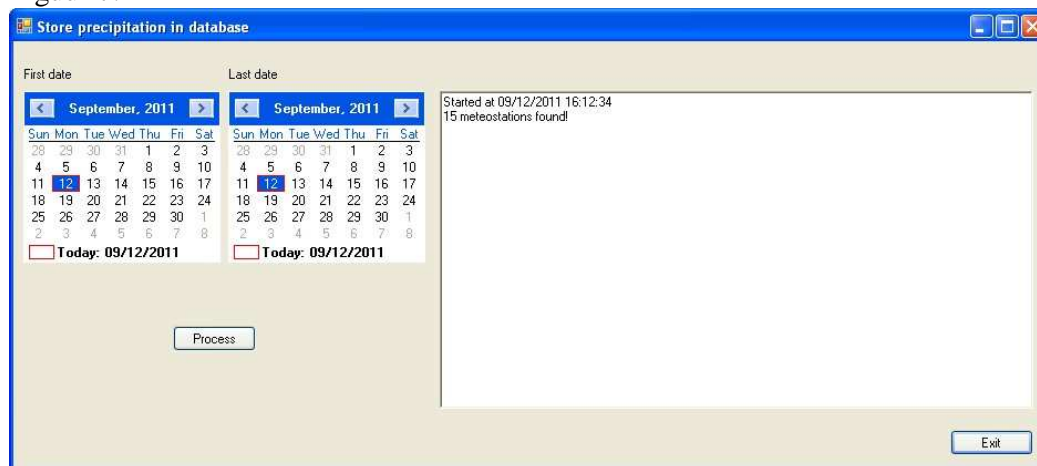 Store precipitation in database
First date
Last date
September, 2011
Sun Mon Tue Wed Thu Fri Sat
28 29 30 31 1 2 3
4 5 6 7 8 9 10
11 12 13 14 15 16 17
18 19 20 21 22 23 24
25 26 27 28 29 30 1
2 3 4 5 6 7 8
Today: 09/12/2011
September, 2011
Sun Mon Tue Wed Thu Fri Sat
28 29 30 31 1 2 3
4 5 6 7 8 9 10
11 12 13 14 15 16 17
18 19 20 21 22 23 24
25 26 27 28 29 30 1
2 3 4 5 6 7 8
Today: 09/12/2011
Started at 09/12/2011 16:12:34
15 meteostations found!
Process
Exit